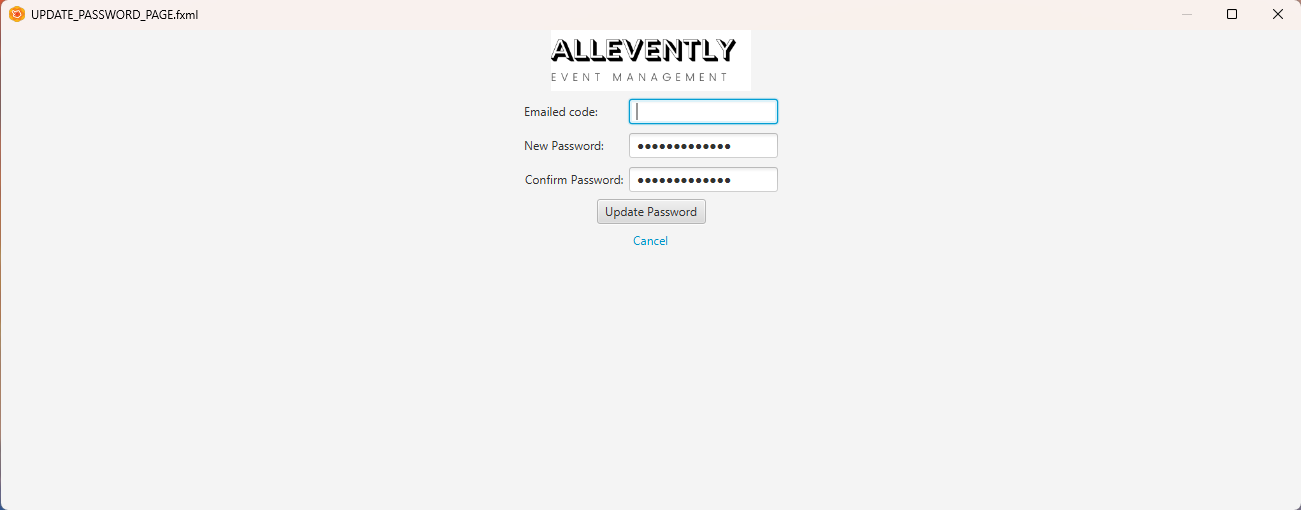 UPDATE_PASSWORD_PAGE.fxml
ALLEVENTLY
EVENT MANAGEMENT
Emailed code:
New Password: •••••••••••••
Confirm Password: •••••••••••••
Update Password
Cancel